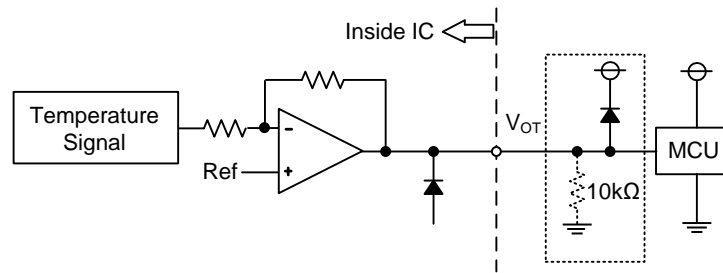 Inside IC
Temperature
Signal
-
Ref
+
V_OT
10kΩ
MCU